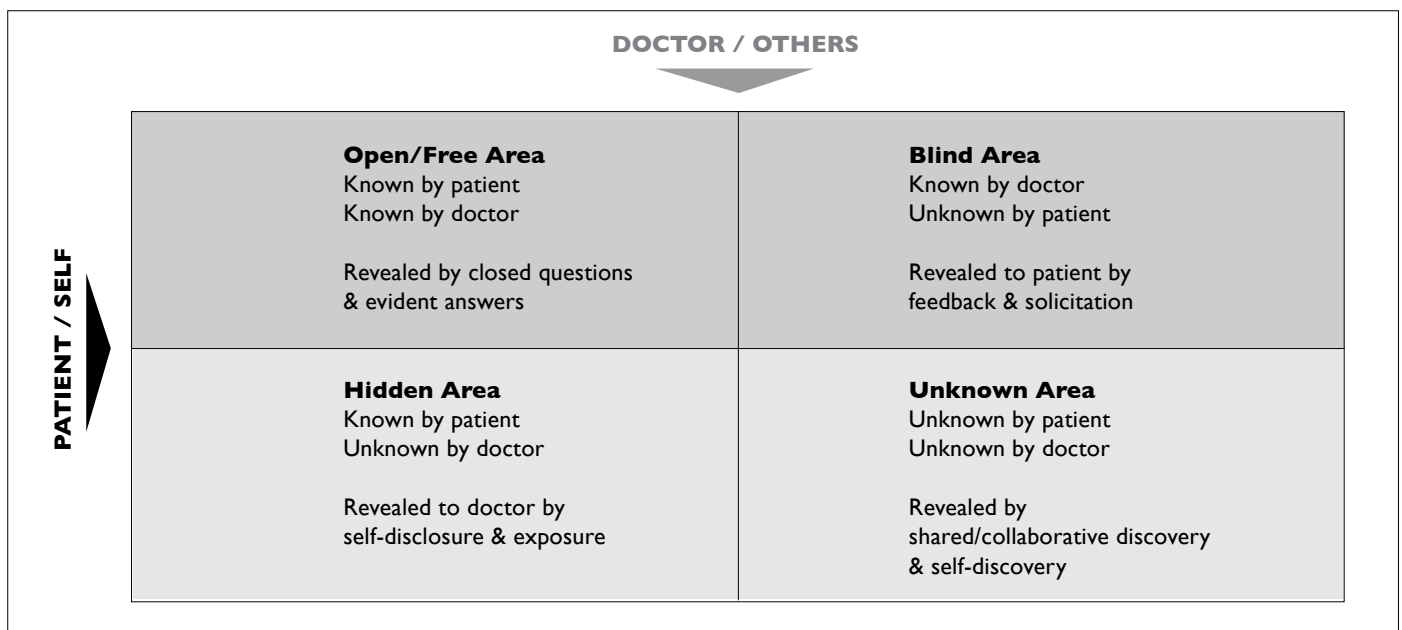 DOCTOR / OTHERS
PATIENT / SELF
Open/Free Area
Known by patient
Known by doctor
Revealed by closed questions
& evident answers
Blind Area
Known by doctor
Unknown by patient
Revealed to patient by
feedback & solicitation
Hidden Area
Known by patient
Unknown by doctor
Revealed to doctor by
self-disclosure & exposure
Unknown Area
Unknown by patient
Unknown by doctor
Revealed by
shared/collaborative discovery
& self-discovery